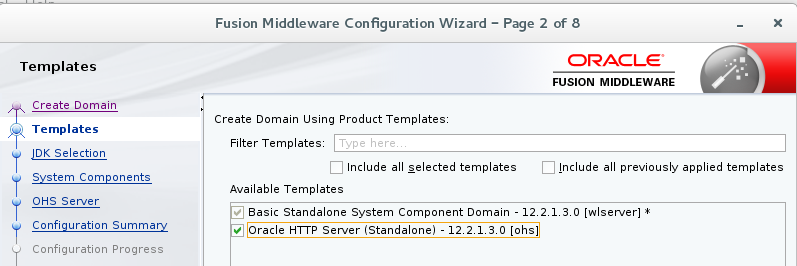 Fusion Middleware Configuration Wizard – Page 2 of 8
Templates
ORACLE
FUSION MIDDLEWARE
Create Domain
Templates
JDK Selection
System Components
OHS Server
Configuration Summary
Configuration Progress
Create Domain Using Product Templates:
Filter Templates: Type here...
Include all selected templates Include all previously applied templates
Available Templates
Basic Standalone System Component Domain - 12.2.1.3.0 [wlserver] *
Oracle HTTP Server (Standalone) - 12.2.1.3.0 [ohs]